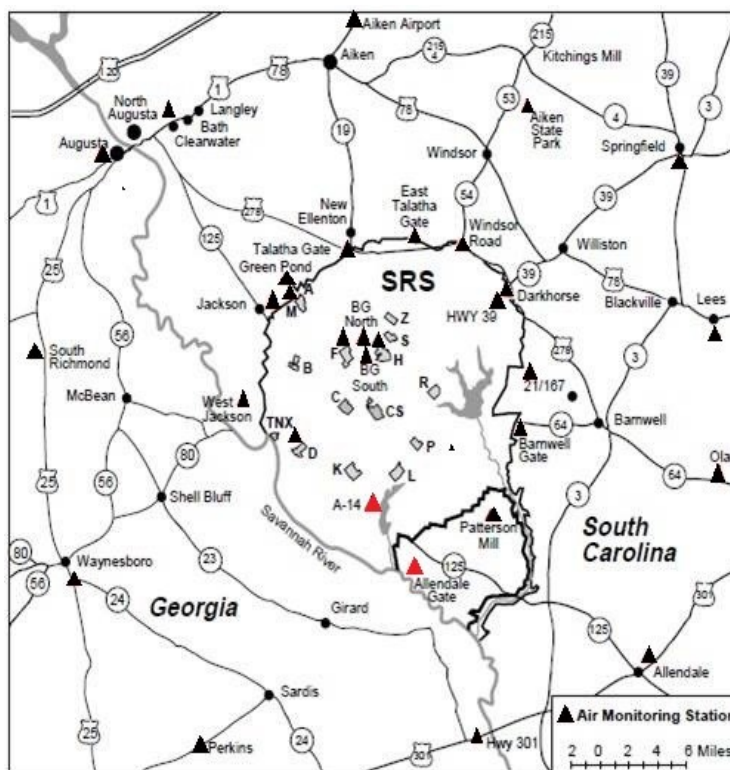 Aiken Airport
215
Kitchings Mill
Aiken
215
4
120
1
78
39
3
North
Augusta
Langley
Bath
Clearwater
53
4
Aiken
State
Park
Augusta
19
78
Windsor
Springfield
1
278
New
Ellenton
East
Talatha
Gate
54
39
25
125
Talatha Gate
Windsor
Road
Williston
Green Pond
SRS
39
78
Jackson
A
M
BG
North
Z
S
HWY 39
Darkhorse
Blackville
Lees
56
South
Richmond
B
F
H
BG
South
278
3
R
21/167
McBean
West
Jackson
C
CS
Barnwell
TNX
64
Barnwell
Gate
80
D
P
64
Ola
25
56
K
L
3
Shell Bluff
A-14
Patterson
Mill
South
Carolina
Savannah River
80
Waynesboro
23
125
Allendale
Gate
56
24
Georgia
Girard
125
301
Allendale
Sardis
25
24
Perkins
301
Hwy 301
Air Monitoring Station
2 0 2 4 6 Miles